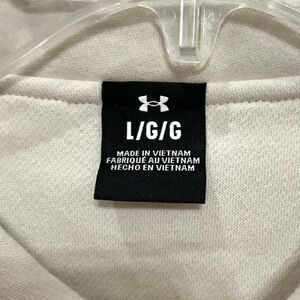 L/G/G
MADE IN VIETNAM
FABRIQUÉ AU VIETNAM
HECHO EN VIETNAM